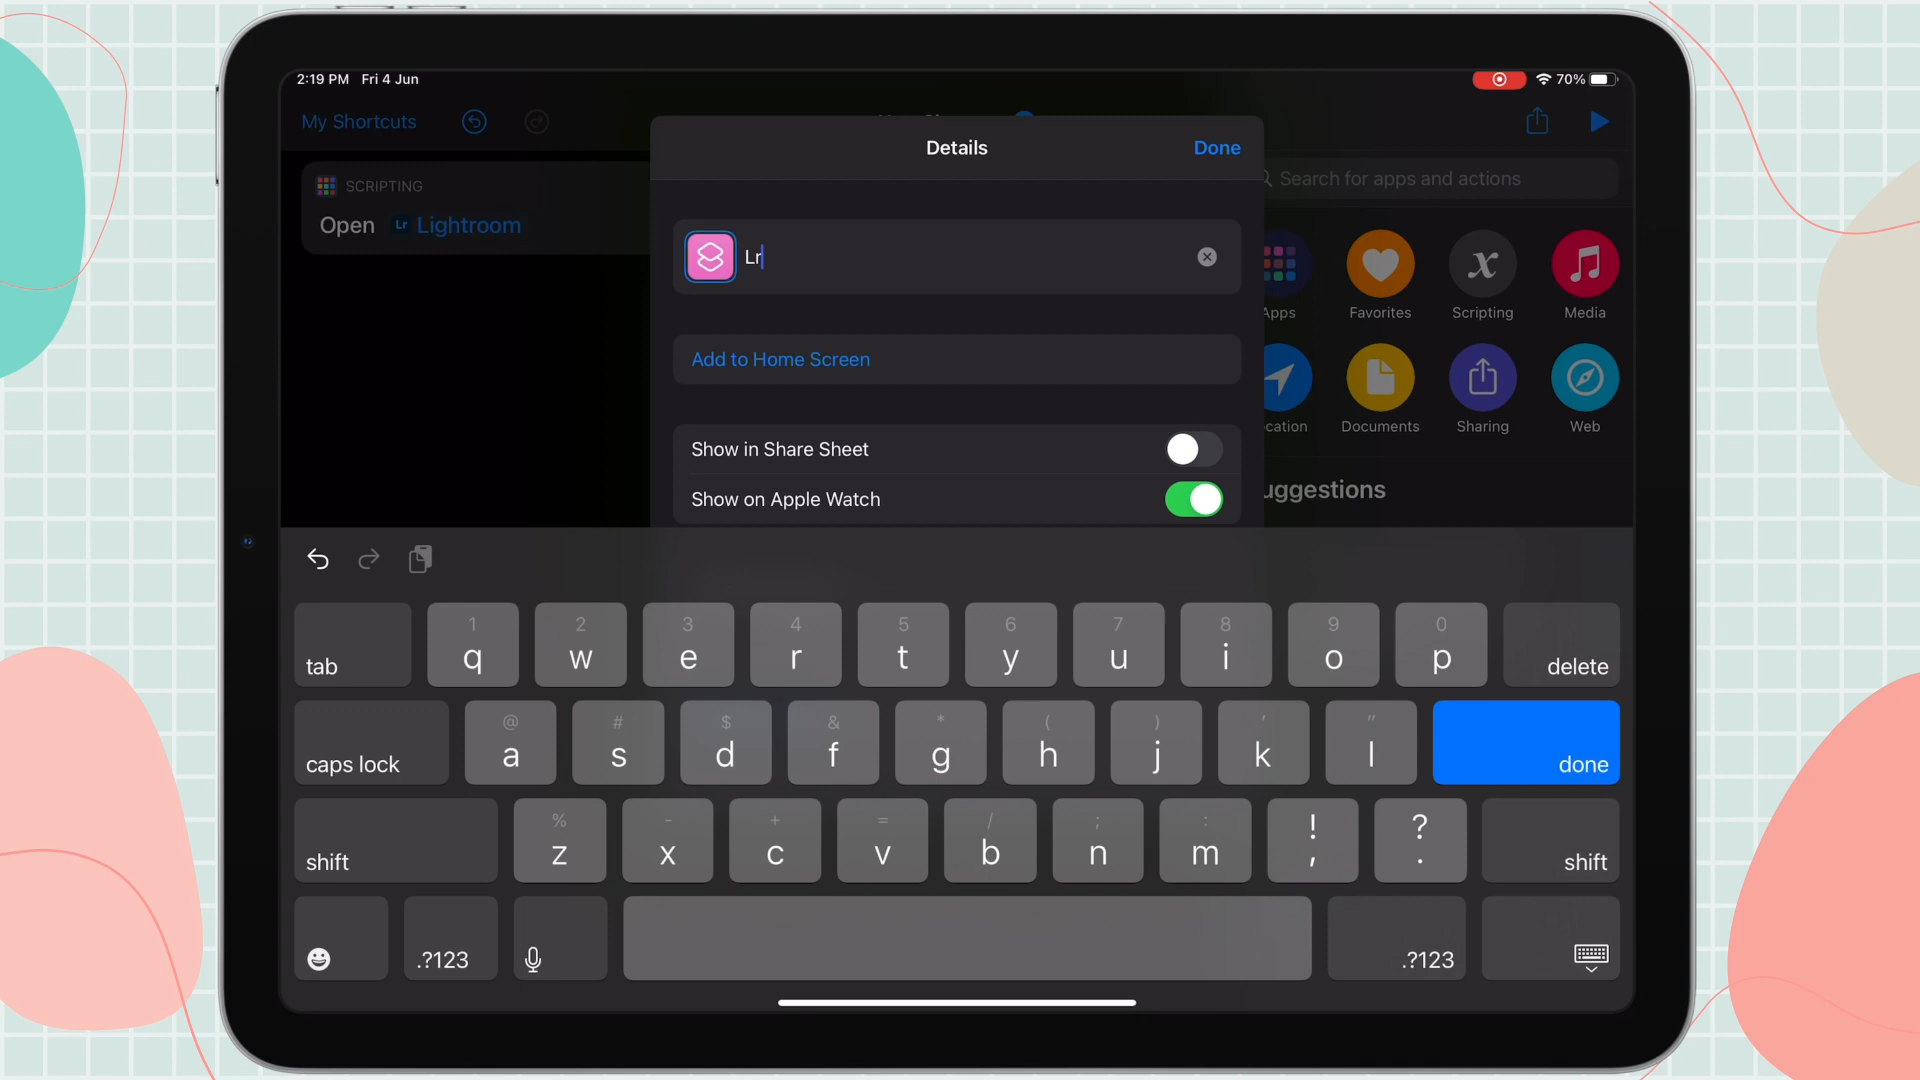 2:19 PM Fri 4 Jun
70%
My Shortcuts
Details
Done
Search for apps and actions
SCRIPTING
Open Lr Lightroom
Lr
Apps
Favorites
Scripting
Media
Add to Home Screen
cation
Documents
Sharing
Web
Show in Share Sheet
Show on Apple Watch
uggestions
tab
1 2 3 4 5 6 7 8 9 0
q w e r t y u i o p
delete
caps lock
@ # $ & * ( ) ' "
a s d f g h j k l
done
shift
% - + = / ; : ! ?
z x c v b n m , .
shift
.?123
.?123